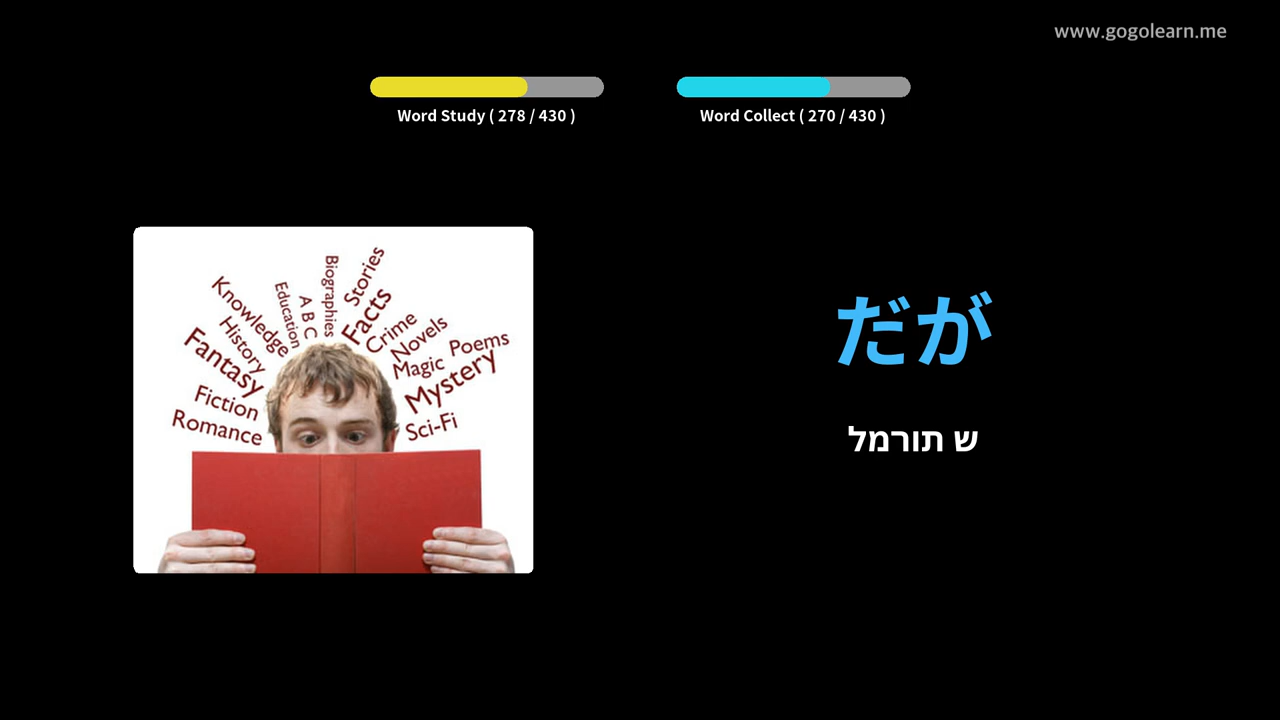 www.gogolearn.me
Word Study ( 278 / 430 )
Word Collect ( 270 / 430 )
Knowledge
History
Fantasy
Fiction
Romance
Education
A B C
Biographies
Stories
Facts
Crime
Novels
Magic
Poems
Mystery
Sci-Fi
だが
ש תורמל